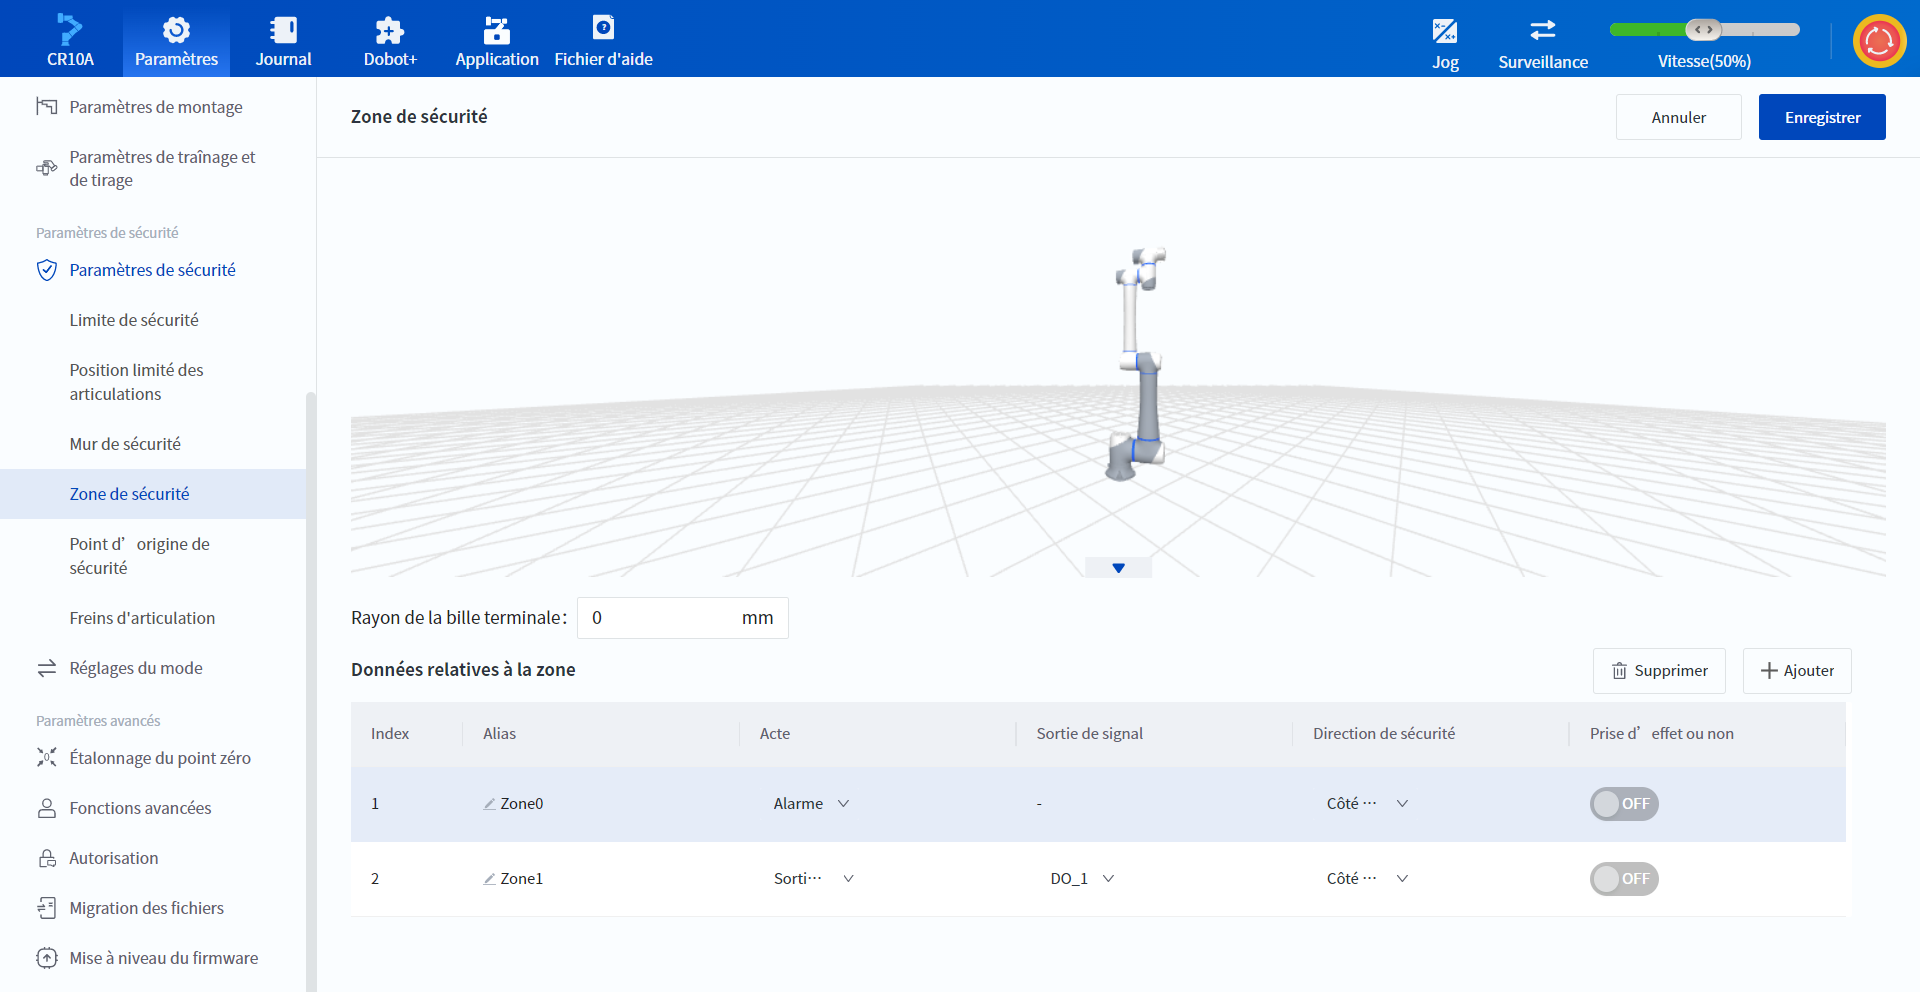 CR10A
Paramètres
Journal
Dobot+
Application
Fichier d'aide
Jog
Surveillance
Vitesse(50%)
Paramètres de montage
Paramètres de traînage et
de tirage
Paramètres de sécurité
Paramètres de sécurité
Limite de sécurité
Position limité des
articulations
Mur de sécurité
Zone de sécurité
Point d’origine de
sécurité
Freins d'articulation
Réglages du mode
Paramètres avancés
Étalonnage du point zéro
Fonctions avancées
Autorisation
Migration des fichiers
Mise à niveau du firmware
Zone de sécurité
Annuler
Enregistrer
Rayon de la bille terminale: 0 mm
Données relatives à la zone
Supprimer
Ajouter
Index Alias Acte Sortie de signal Direction de sécurité Prise d’effet ou non
1 Zone0 Alarme - Côté ··· OFF
2 Zone1 Sorti··· DO_1 Côté ··· OFF